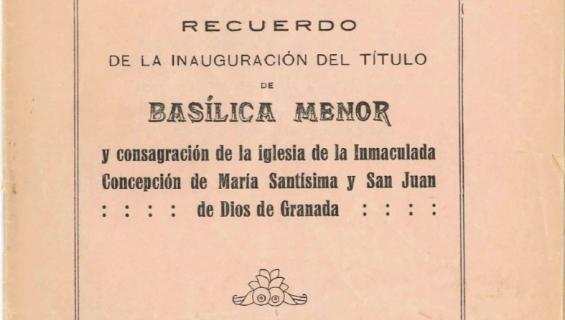 RECUERDO
DE LA INAUGURACIÓN DEL TÍTULO
DE
BASÍLICA MENOR
y consagración de la iglesia de la Inmaculada
Concepción de María Santísima y San Juan
: : : : de Dios de Granada : : : :